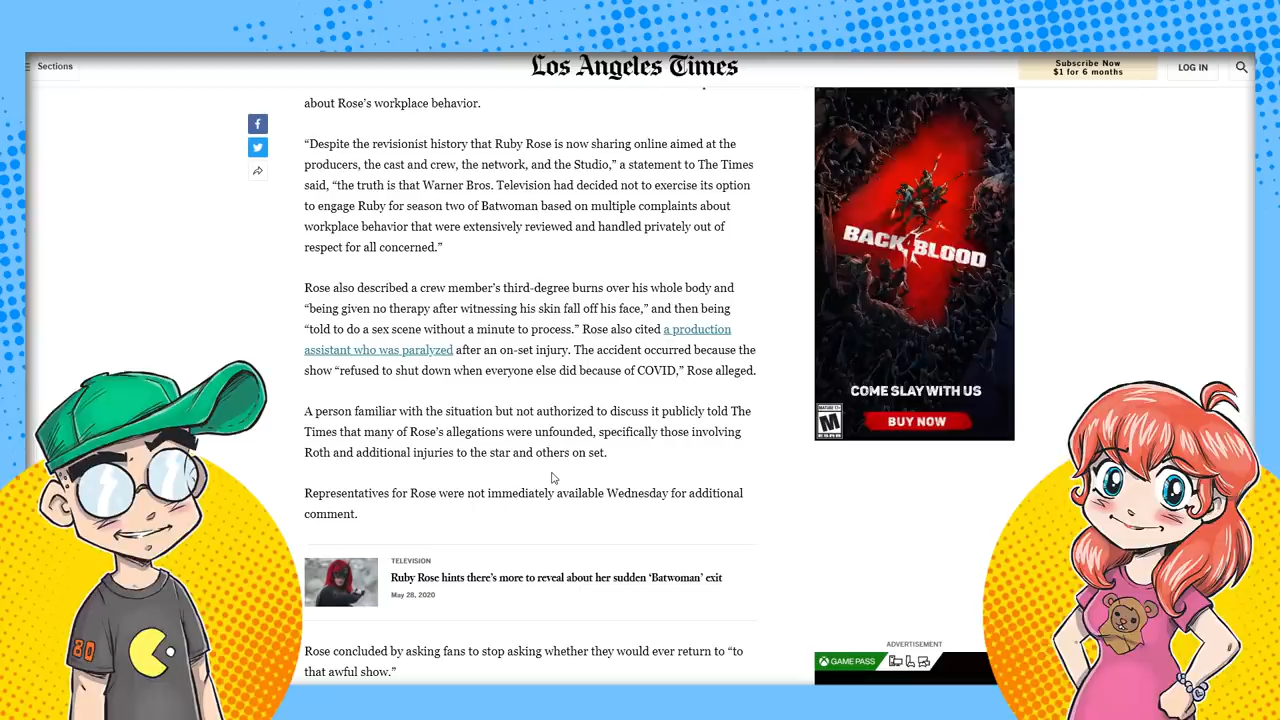 Sections
Los Angeles Times
Subscribe Now
$1 for 6 months
LOG IN
about Rose’s workplace behavior.
“Despite the revisionist history that Ruby Rose is now sharing online aimed at the
producers, the cast and crew, the network, and the Studio,” a statement to The Times
said, “the truth is that Warner Bros. Television had decided not to exercise its option
to engage Ruby for season two of Batwoman based on multiple complaints about
workplace behavior that were extensively reviewed and handled privately out of
respect for all concerned.”
Rose also described a crew member’s third-degree burns over his whole body and
“being given no therapy after witnessing his skin fall off his face,” and then being
“told to do a sex scene without a minute to process.” Rose also cited a production
assistant who was paralyzed after an on-set injury. The accident occurred because the
show “refused to shut down when everyone else did because of COVID,” Rose alleged.
A person familiar with the situation but not authorized to discuss it publicly told The
Times that many of Rose’s allegations were unfounded, specifically those involving
Roth and additional injuries to the star and others on set.
Representatives for Rose were not immediately available Wednesday for additional
comment.
TELEVISION
Ruby Rose hints there’s more to reveal about her sudden ‘Batwoman’ exit
May 28, 2020
Rose concluded by asking fans to stop asking whether they would ever return to “to
that awful show.”
BACK 4 BLOOD
COME SLAY WITH US
BUY NOW
MATURE 17+
M
ESRB
ADVERTISEMENT
GAME PASS
80